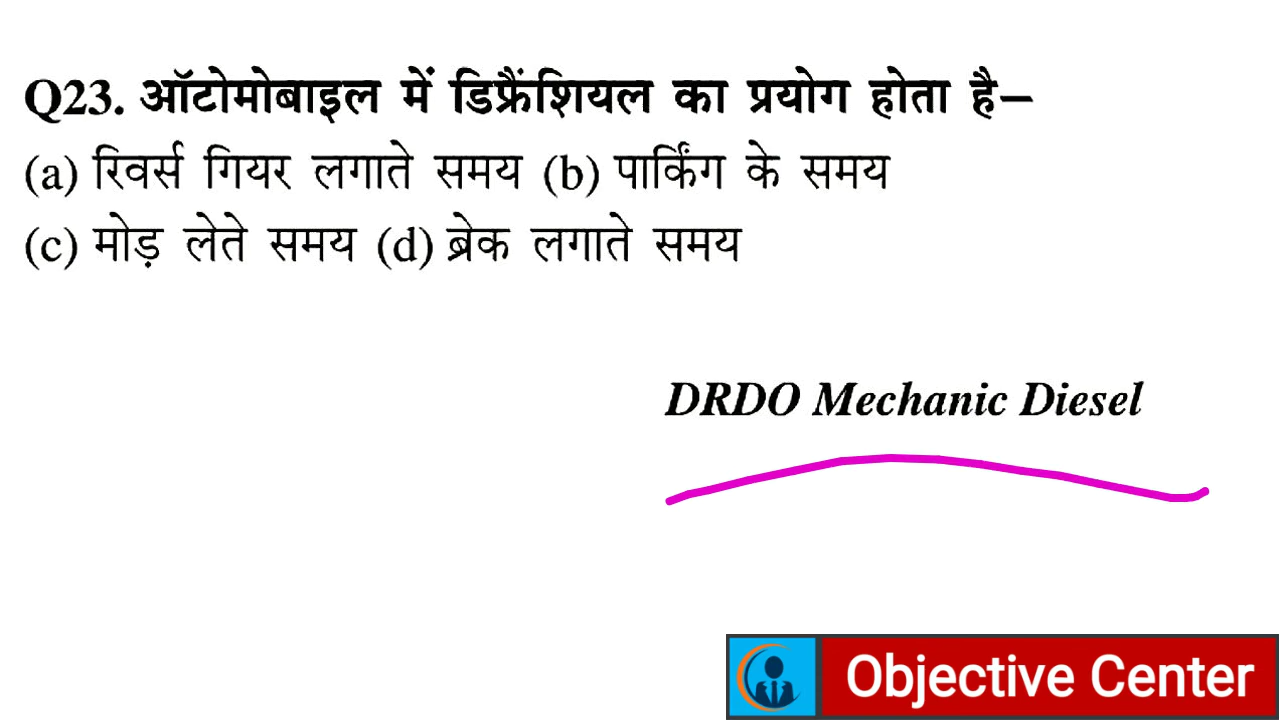 Q23. ऑटोमोबाइल में डिफ्रैंशियल का प्रयोग होता है–
(a) रिवर्स गियर लगाते समय (b) पार्किंग के समय
(c) मोड़ लेते समय (d) ब्रेक लगाते समय
DRDO Mechanic Diesel
Objective Center